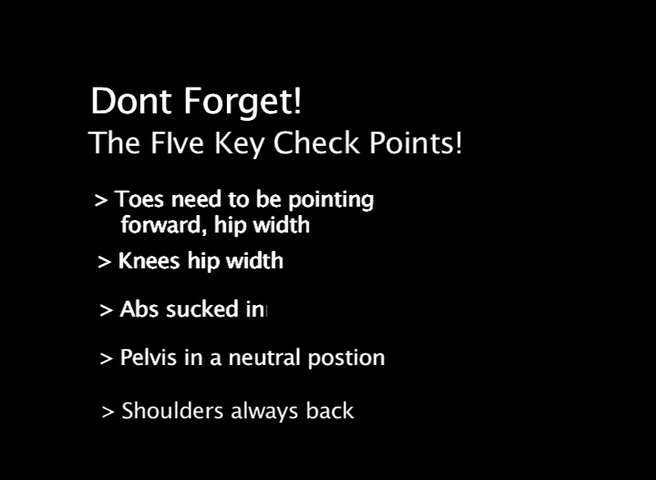 Dont Forget!
The FIve Key Check Points!
> Toes need to be pointing
forward, hip width
> Knees hip width
> Abs sucked in
> Pelvis in a neutral postion
> Shoulders always back